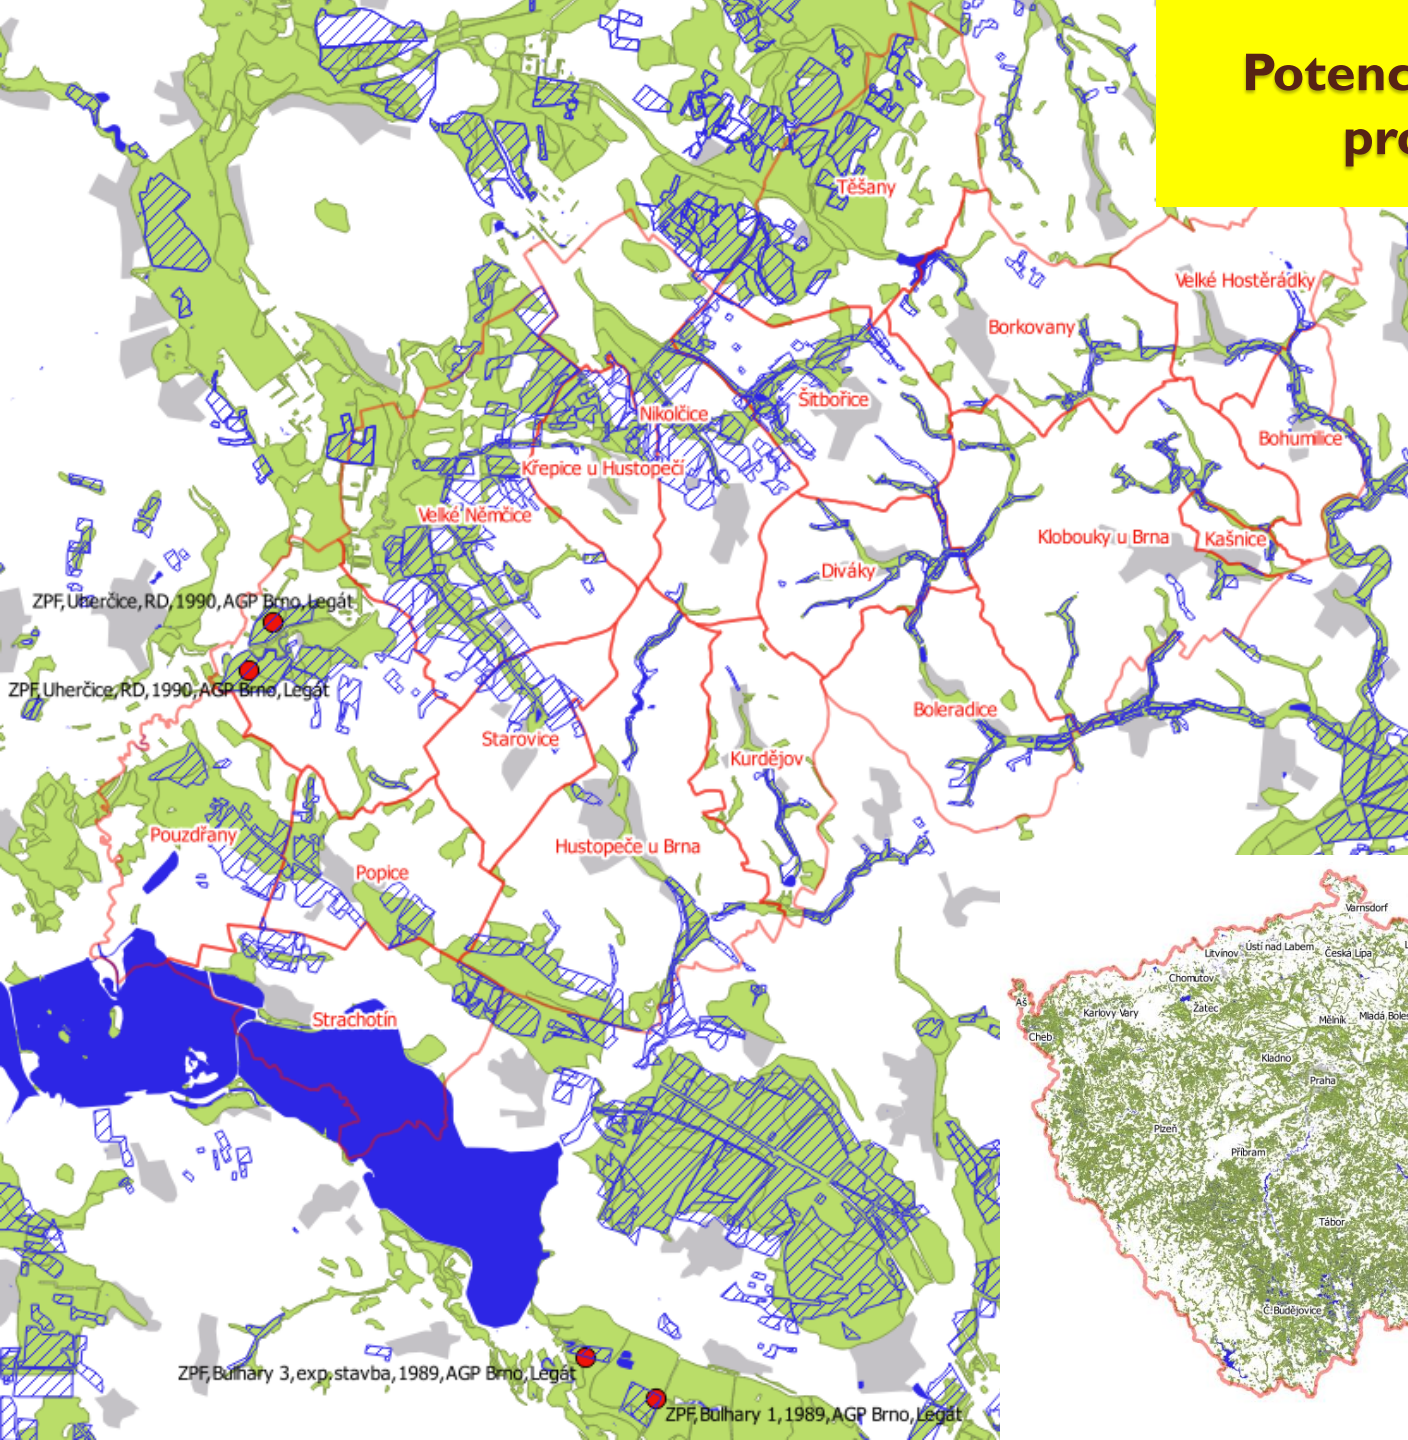 Potenc
pro
Těšany
Velké Hostěrádky
Borkovany
Šitbořice
Nikolčice
Bohumilice
Křepice u Hustopečí
Velké Němčice
Klobouky u Brna
Kašnice
Diváky
ZPF,Uherčice,RD,1990,AGP Brno,Legát
ZPF,Uherčice,RD,1990,AGP Brno,Legát
Boleradice
Starovice
Kurdějov
Pouzdřany
Hustopeče u Brna
Popice
Strachotín
ZPF,Bulhary 3,exp.stavba,1989,AGP Brno,Legát
ZPF,Bulhary 1,1989,AGP Brno,Legát
Varnsdorf
Ústí nad Labem
Litvínov
Česká Lípa
L
Chomutov
Aš
Karlovy Vary
Žatec
Mělník
Mladá Boles
Cheb
Kladno
Praha
Plzeň
Příbram
Tábor
Č. Budějovice